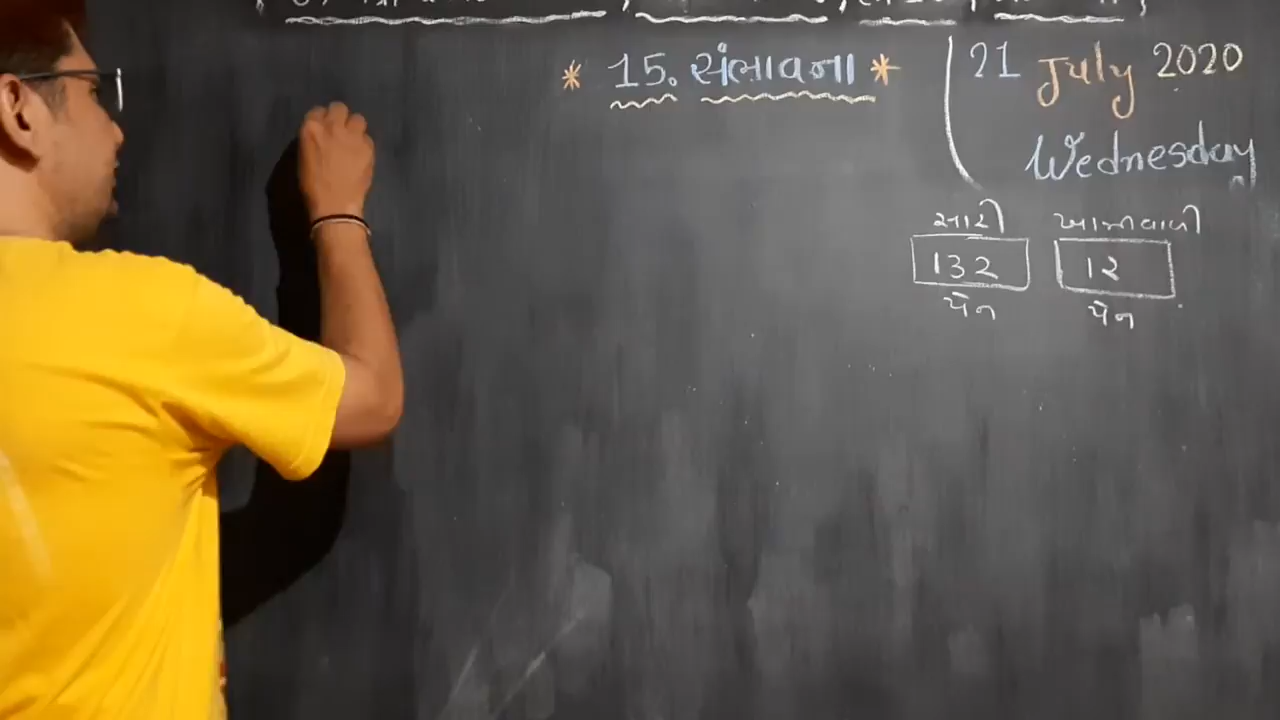 * 15. સંભાવના *
21 July 2020
Wednesday
સારી ખામીવાળી
132 12
પેન પેન